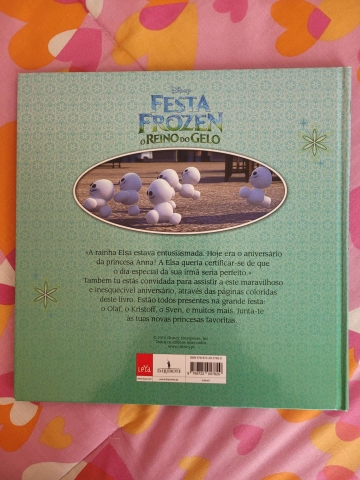 Disney
FESTA
FROZEN
O REINO DO GELO
«A rainha Elsa estava entusiasmada. Hoje era o aniversário
da princesa Anna! A Elsa queria certificar-se de que
o dia especial da sua irmã seria perfeito.»
Também tu estás convidada para assistir a este maravilhoso
e inesquecível aniversário, através das páginas coloridas
deste livro. Estão todos presentes na grande festa:
o Olaf, o Kristoff, o Sven, e muitos mais. Junta-te
às tuas novas princesas favoritas.
LeYa